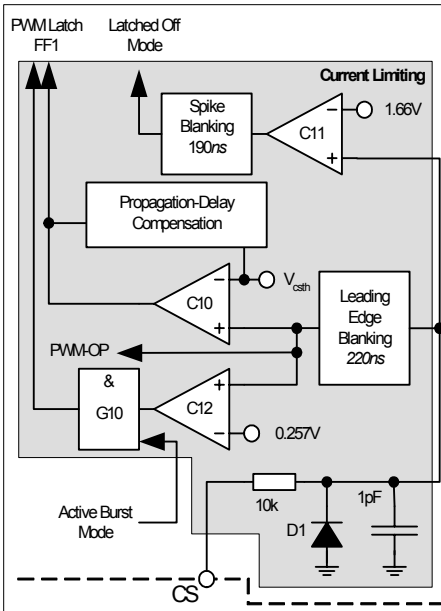 PWM Latch
FF1
Latched Off
Mode
Current Limiting
Spike
Blanking
190ns
C11
1.66V
Propagation-Delay
Compensation
C10
Vcsth
Leading
Edge
Blanking
220ns
PWM-OP
&
G10
C12
0.257V
Active Burst
Mode
10k
D1
1pF
CS